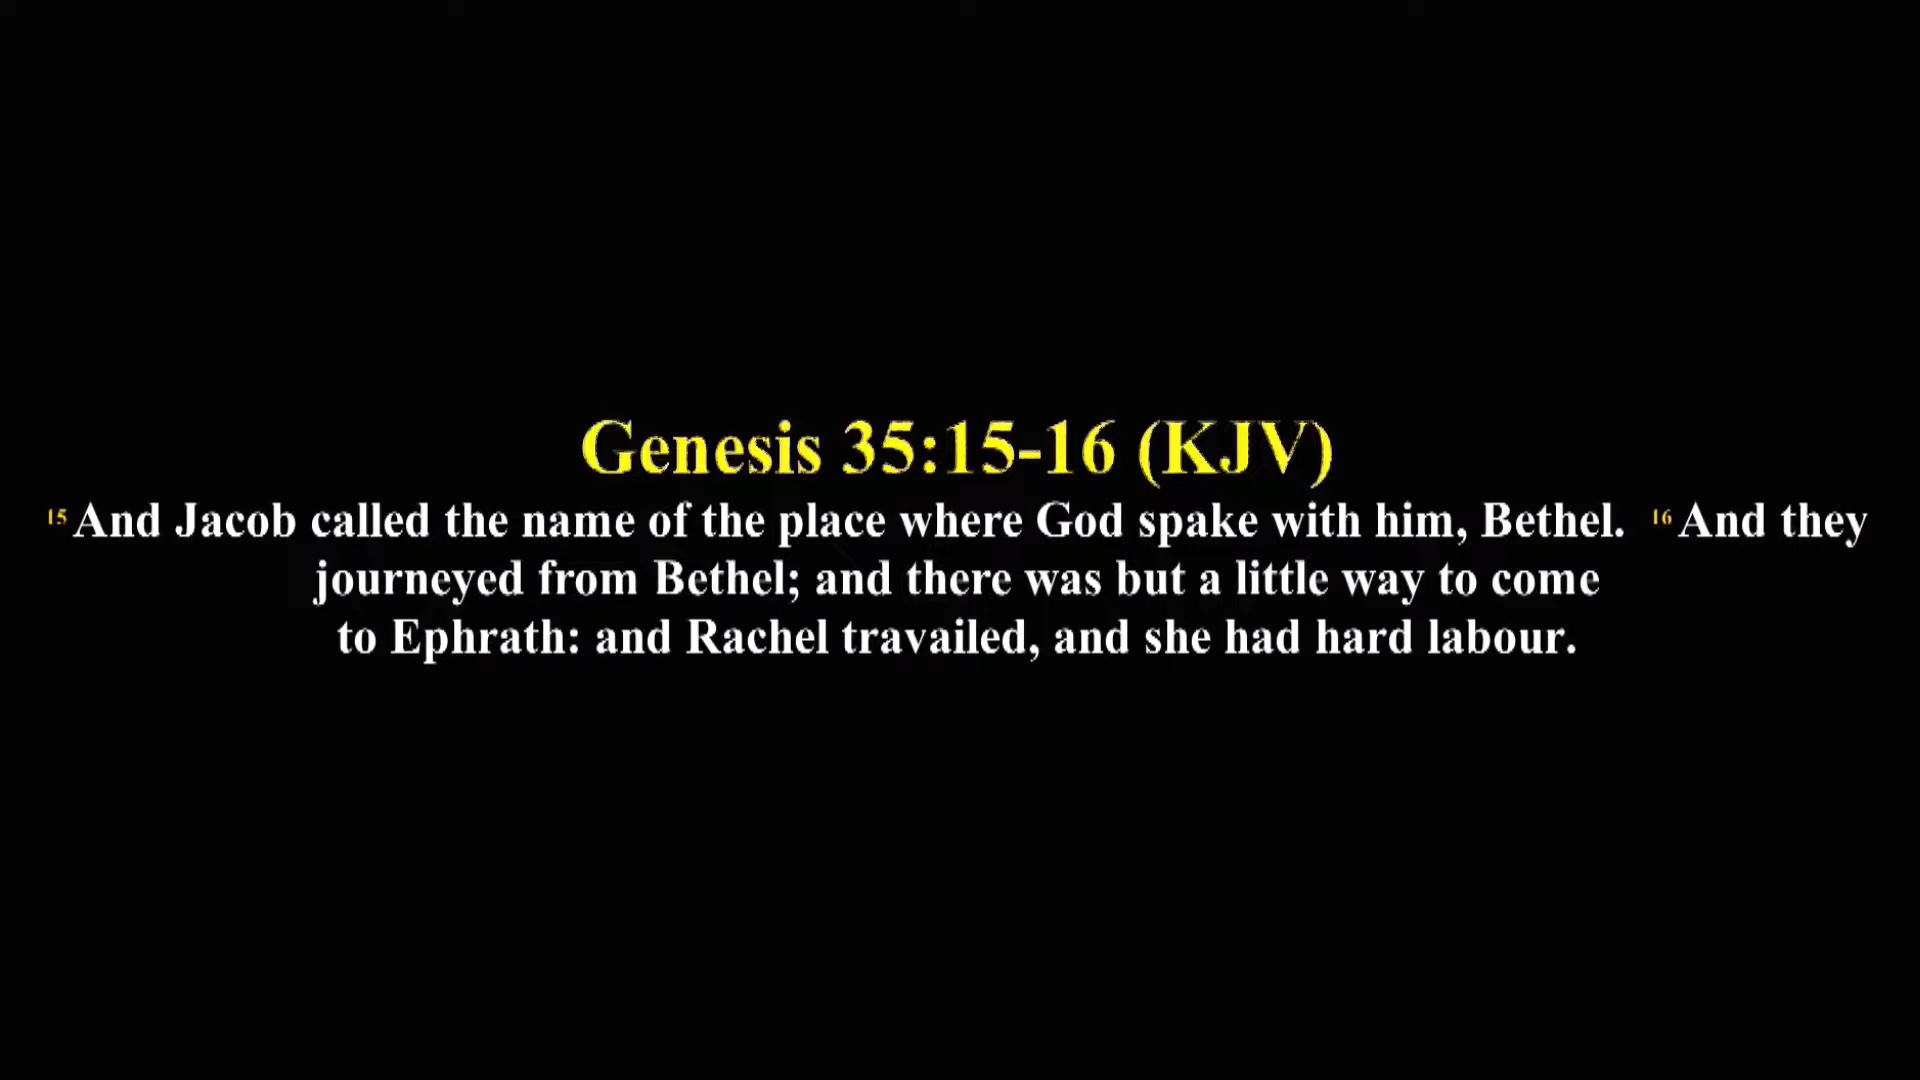 Genesis 35:15-16 (KJV)
15 And Jacob called the name of the place where God spake with him, Bethel. 16 And they
journeyed from Bethel; and there was but a little way to come
to Ephrath: and Rachel travailed, and she had hard labour.